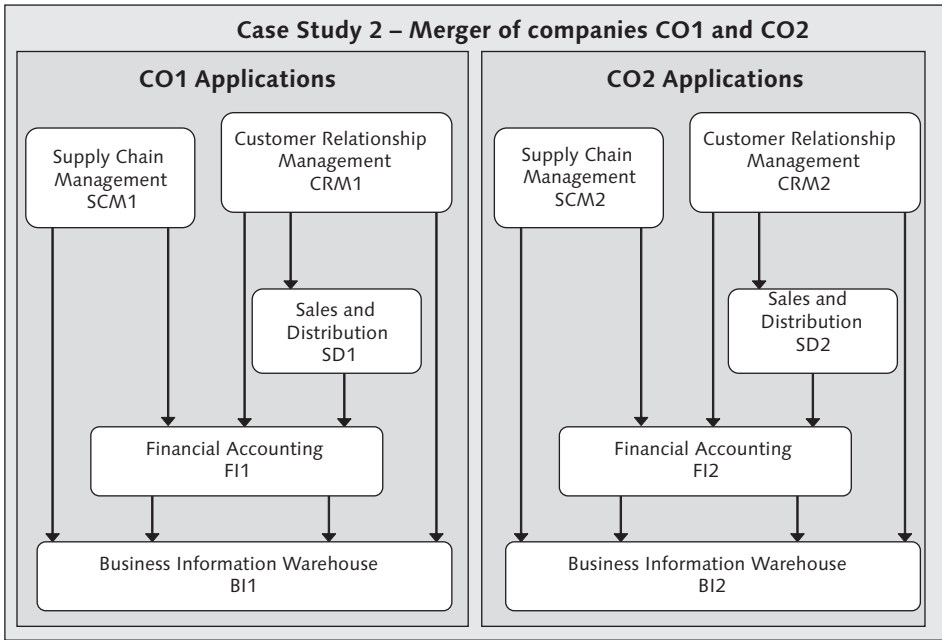 Case Study 2 – Merger of companies CO1 and CO2
CO1 Applications
Supply Chain
Management
SCM1
Customer Relationship
Management
CRM1
Sales and
Distribution
SD1
Financial Accounting
FI1
Business Information Warehouse
BI1
CO2 Applications
Supply Chain
Management
SCM2
Customer Relationship
Management
CRM2
Sales and
Distribution
SD2
Financial Accounting
FI2
Business Information Warehouse
BI2